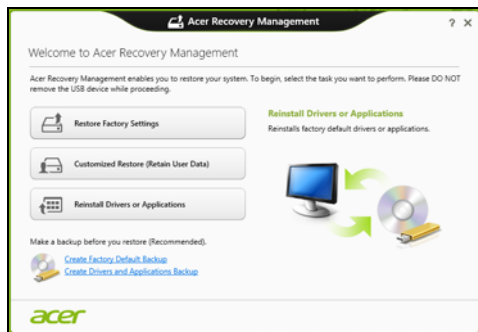 Acer Recovery Management
? ×
Welcome to Acer Recovery Management
Acer Recovery Management enables you to restore your system. To begin, select the task you want to perform. Please DO NOT
remove the USB device while proceeding.
Restore Factory Settings
Customized Restore (Retain User Data)
Reinstall Drivers or Applications
Reinstall Drivers or Applications
Reinstalls factory default drivers or applications.
Make a backup before you restore (Recommended).
Create Factory Default Backup
Create Drivers and Applications Backup
acer